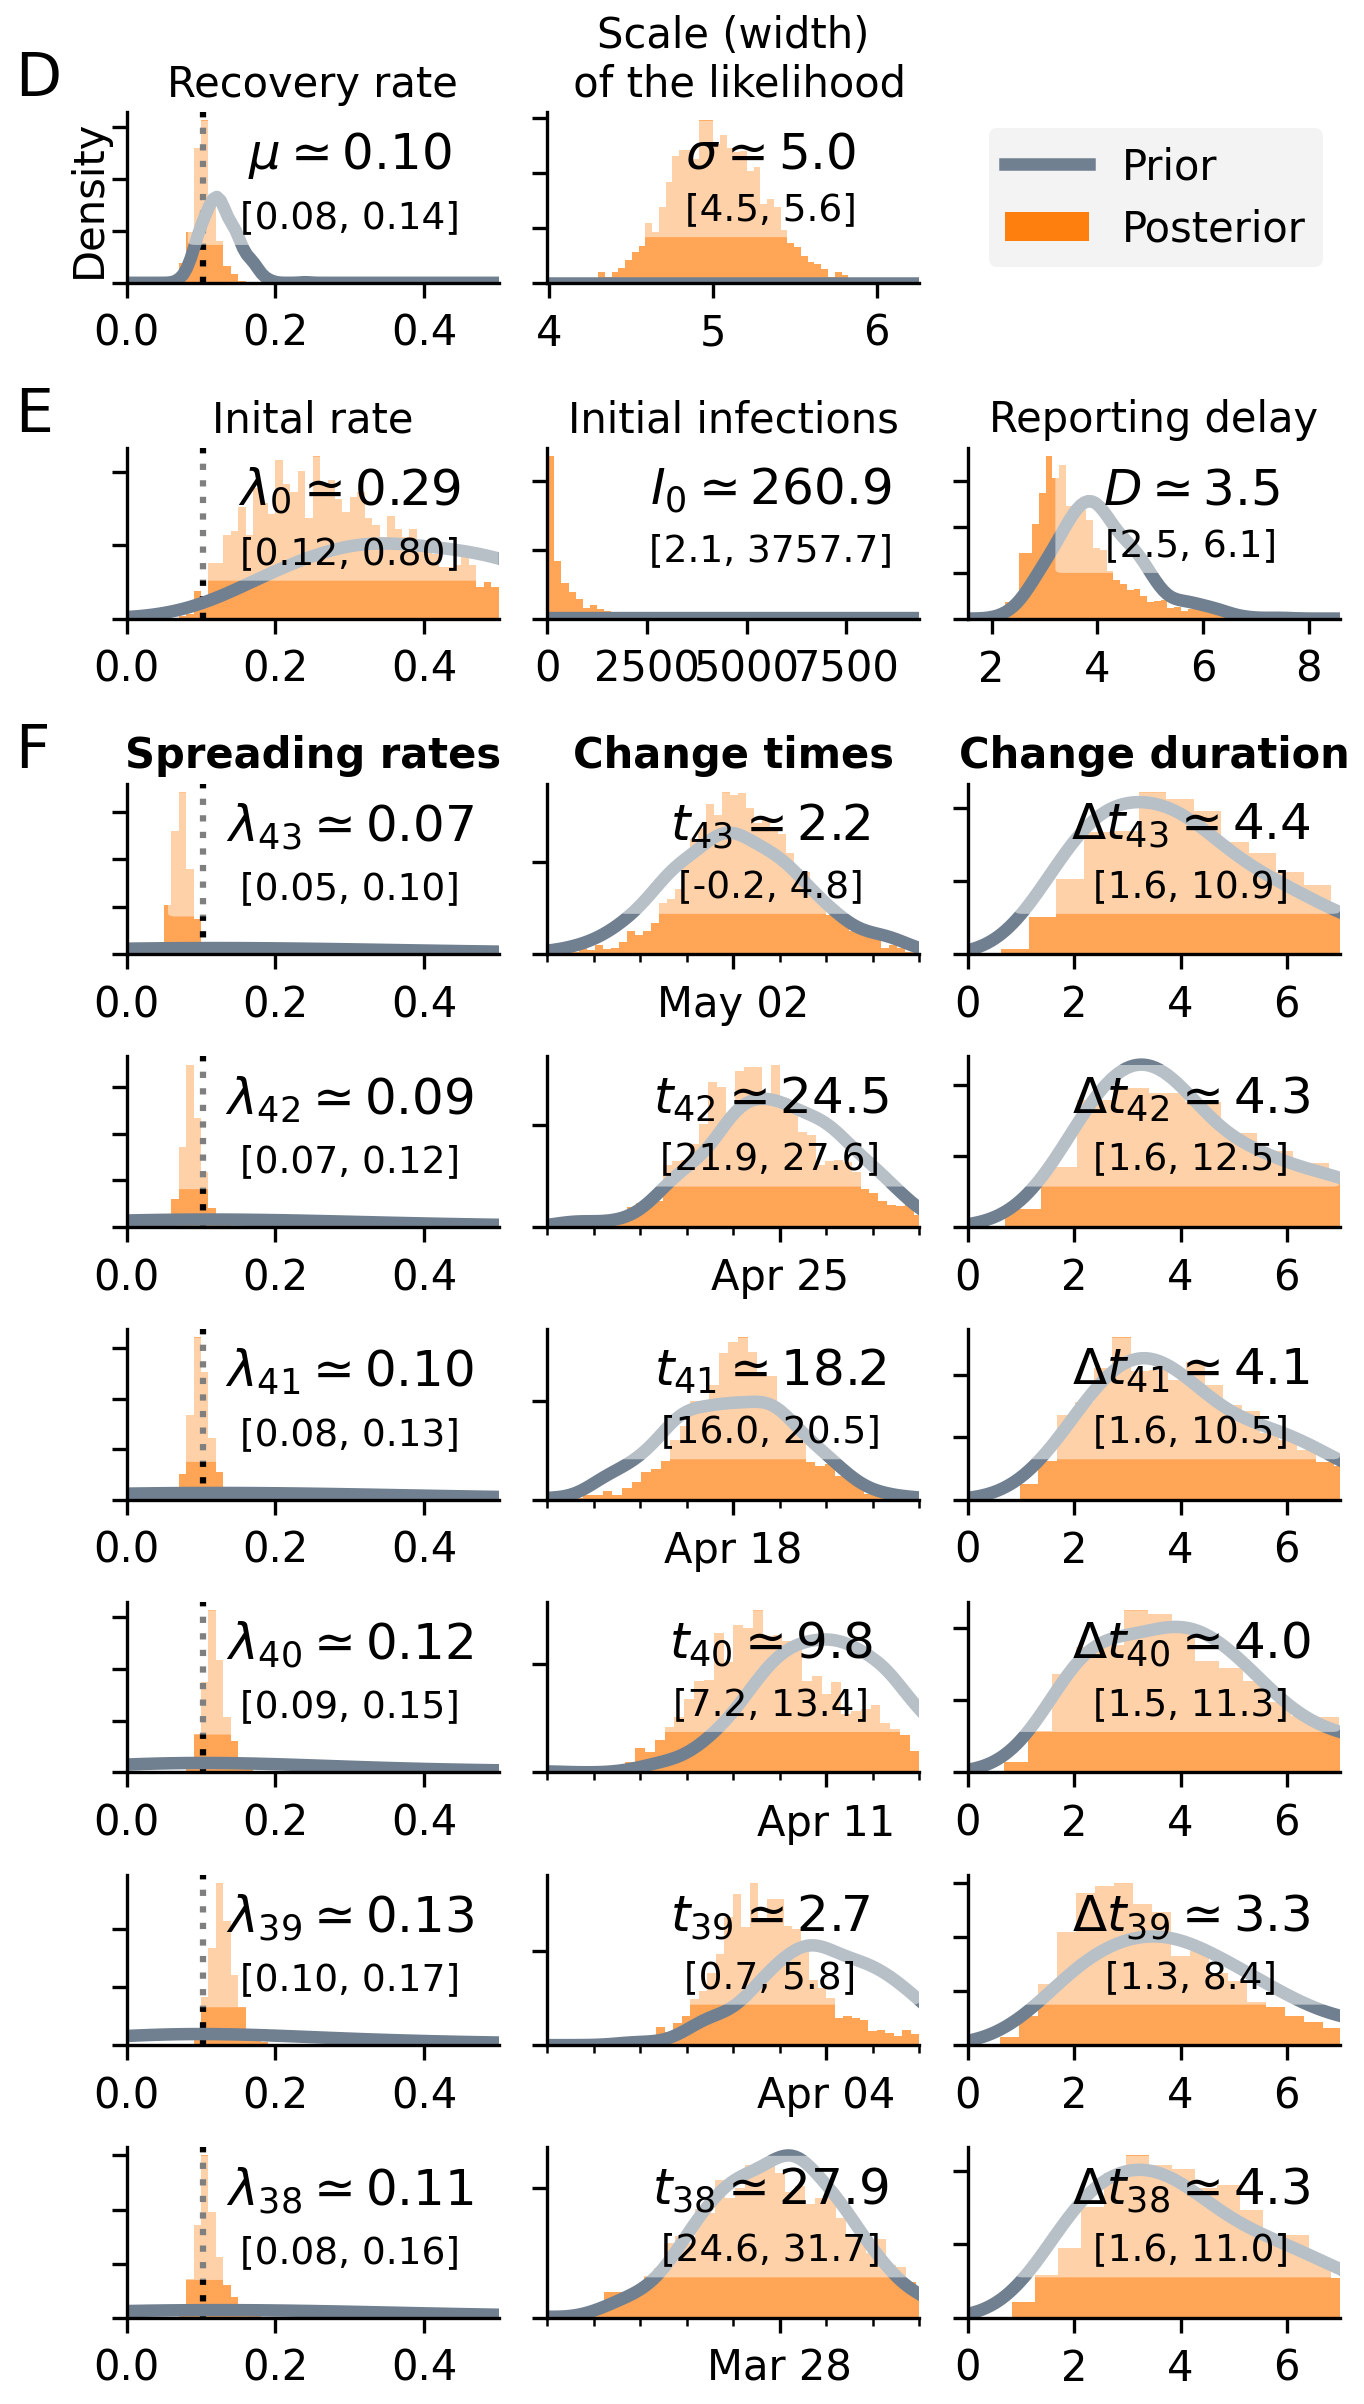 D
Recovery rate
Scale (width)
of the likelihood
Density
μ ≃ 0.10
[0.08, 0.14]
0.0 0.2 0.4
σ ≃ 5.0
[4.5, 5.6]
4 5 6
Prior
Posterior
E
Inital rate
Initial infections
Reporting delay
λ₀ ≃ 0.29
[0.12, 0.80]
0.0 0.2 0.4
I₀ ≃ 260.9
[2.1, 3757.7]
0 2500 5000 7500
D ≃ 3.5
[2.5, 6.1]
2 4 6 8
F
Spreading rates
Change times
Change duration
λ₄₃ ≃ 0.07
[0.05, 0.10]
0.0 0.2 0.4
t₄₃ ≃ 2.2
[-0.2, 4.8]
May 02
Δt₄₃ ≃ 4.4
[1.6, 10.9]
0 2 4 6
λ₄₂ ≃ 0.09
[0.07, 0.12]
0.0 0.2 0.4
t₄₂ ≃ 24.5
[21.9, 27.6]
Apr 25
Δt₄₂ ≃ 4.3
[1.6, 12.5]
0 2 4 6
λ₄₁ ≃ 0.10
[0.08, 0.13]
0.0 0.2 0.4
t₄₁ ≃ 18.2
[16.0, 20.5]
Apr 18
Δt₄₁ ≃ 4.1
[1.6, 10.5]
0 2 4 6
λ₄₀ ≃ 0.12
[0.09, 0.15]
0.0 0.2 0.4
t₄₀ ≃ 9.8
[7.2, 13.4]
Apr 11
Δt₄₀ ≃ 4.0
[1.5, 11.3]
0 2 4 6
λ₃₉ ≃ 0.13
[0.10, 0.17]
0.0 0.2 0.4
t₃₉ ≃ 2.7
[0.7, 5.8]
Apr 04
Δt₃₉ ≃ 3.3
[1.3, 8.4]
0 2 4 6
λ₃₈ ≃ 0.11
[0.08, 0.16]
0.0 0.2 0.4
t₃₈ ≃ 27.9
[24.6, 31.7]
Mar 28
Δt₃₈ ≃ 4.3
[1.6, 11.0]
0 2 4 6